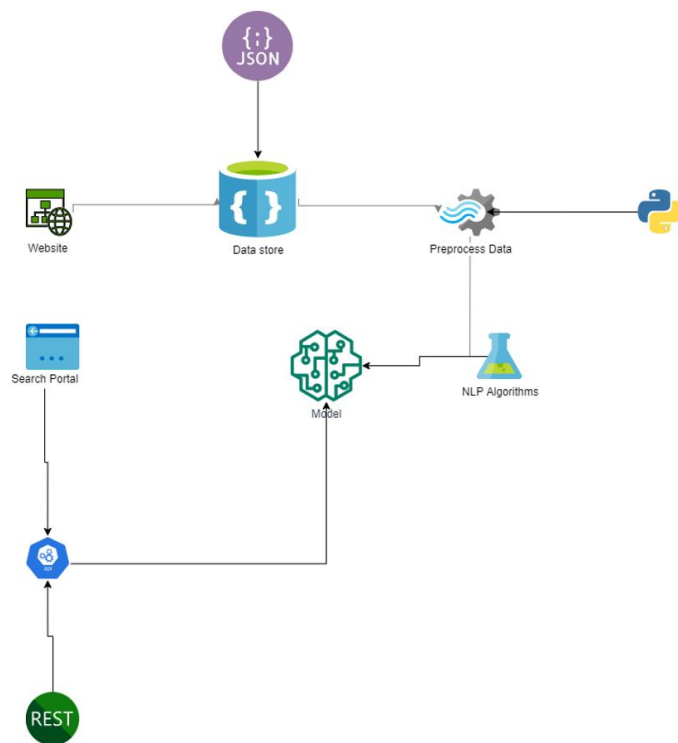 {;}
JSON
{ }
Website
Data store
Preprocess Data
Search Portal
Model
NLP Algorithms
REST